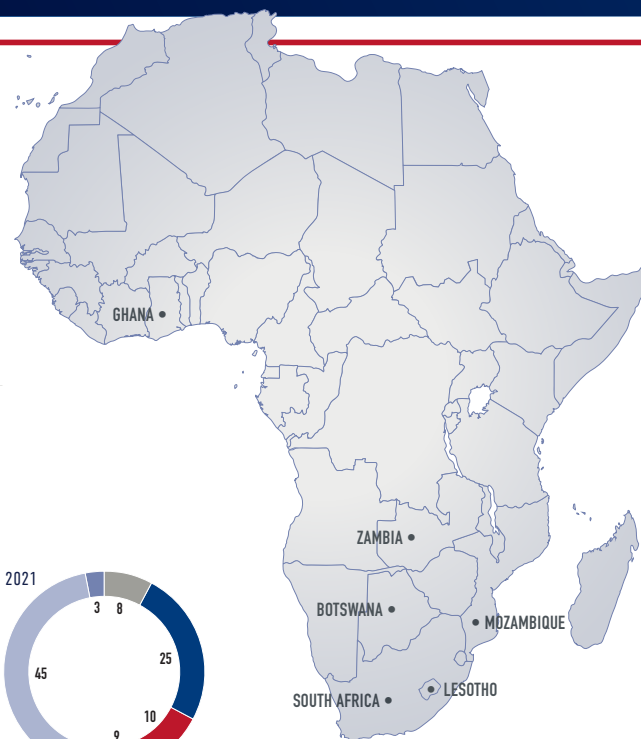 GHANA
ZAMBIA
2021
3 8
BOTSWANA
MOZAMBIQUE
25
45
LESOTHO
SOUTH AFRICA
10
9